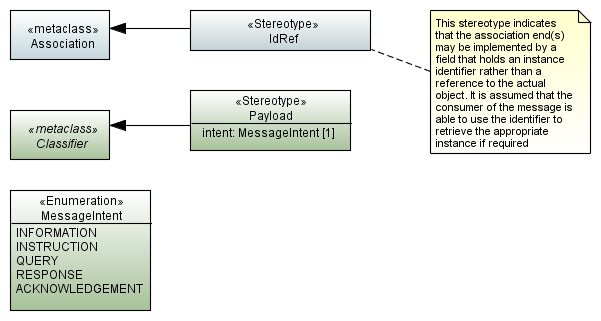 «metaclass»
Association
«Stereotype»
IdRef
This stereotype indicates
that the association end(s)
may be implemented by a
field that holds an instance
identifier rather than a
reference to the actual
object. It is assumed that the
consumer of the message is
able to use the identifier to
retrieve the appropriate
instance if required
«metaclass»
Classifier
«Stereotype»
Payload
intent: MessageIntent [1]
«Enumeration»
MessageIntent
INFORMATION
INSTRUCTION
QUERY
RESPONSE
ACKNOWLEDGEMENT